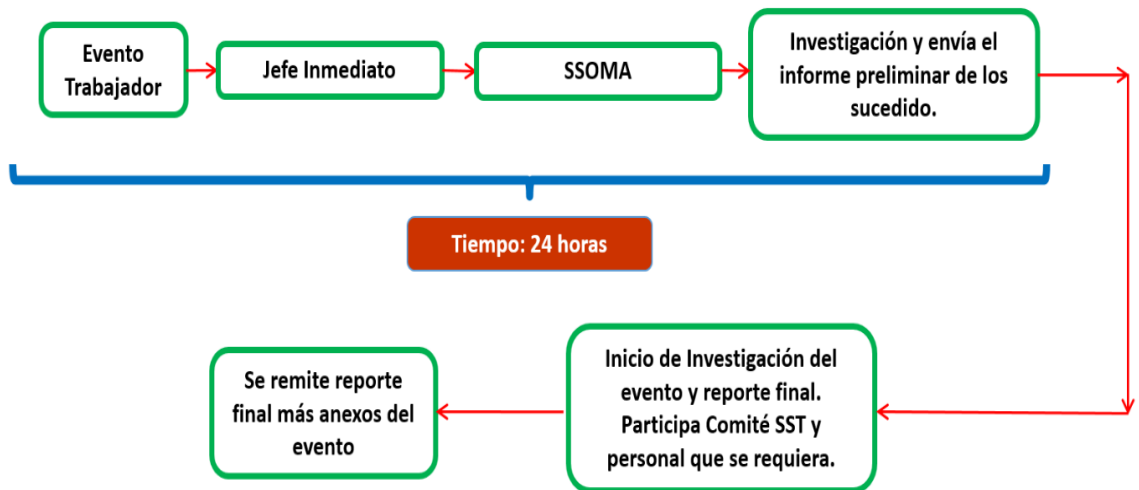 Evento
Trabajador
Jefe Inmediato
SSOMA
Investigación y envía el
informe preliminar de los
sucedido.
Tiempo: 24 horas
Inicio de Investigación del
evento y reporte final.
Participa Comité SST y
personal que se requiera.
Se remite reporte
final más anexos del
evento